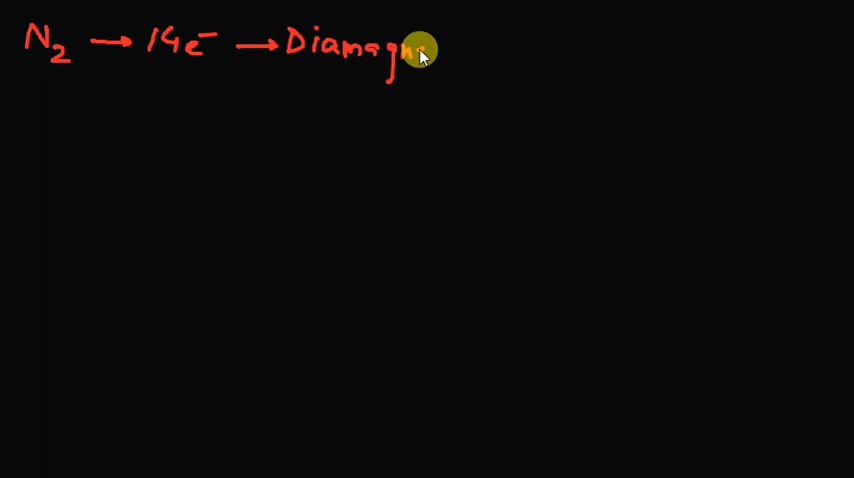 N₂ → 14e⁻ → Diamagn